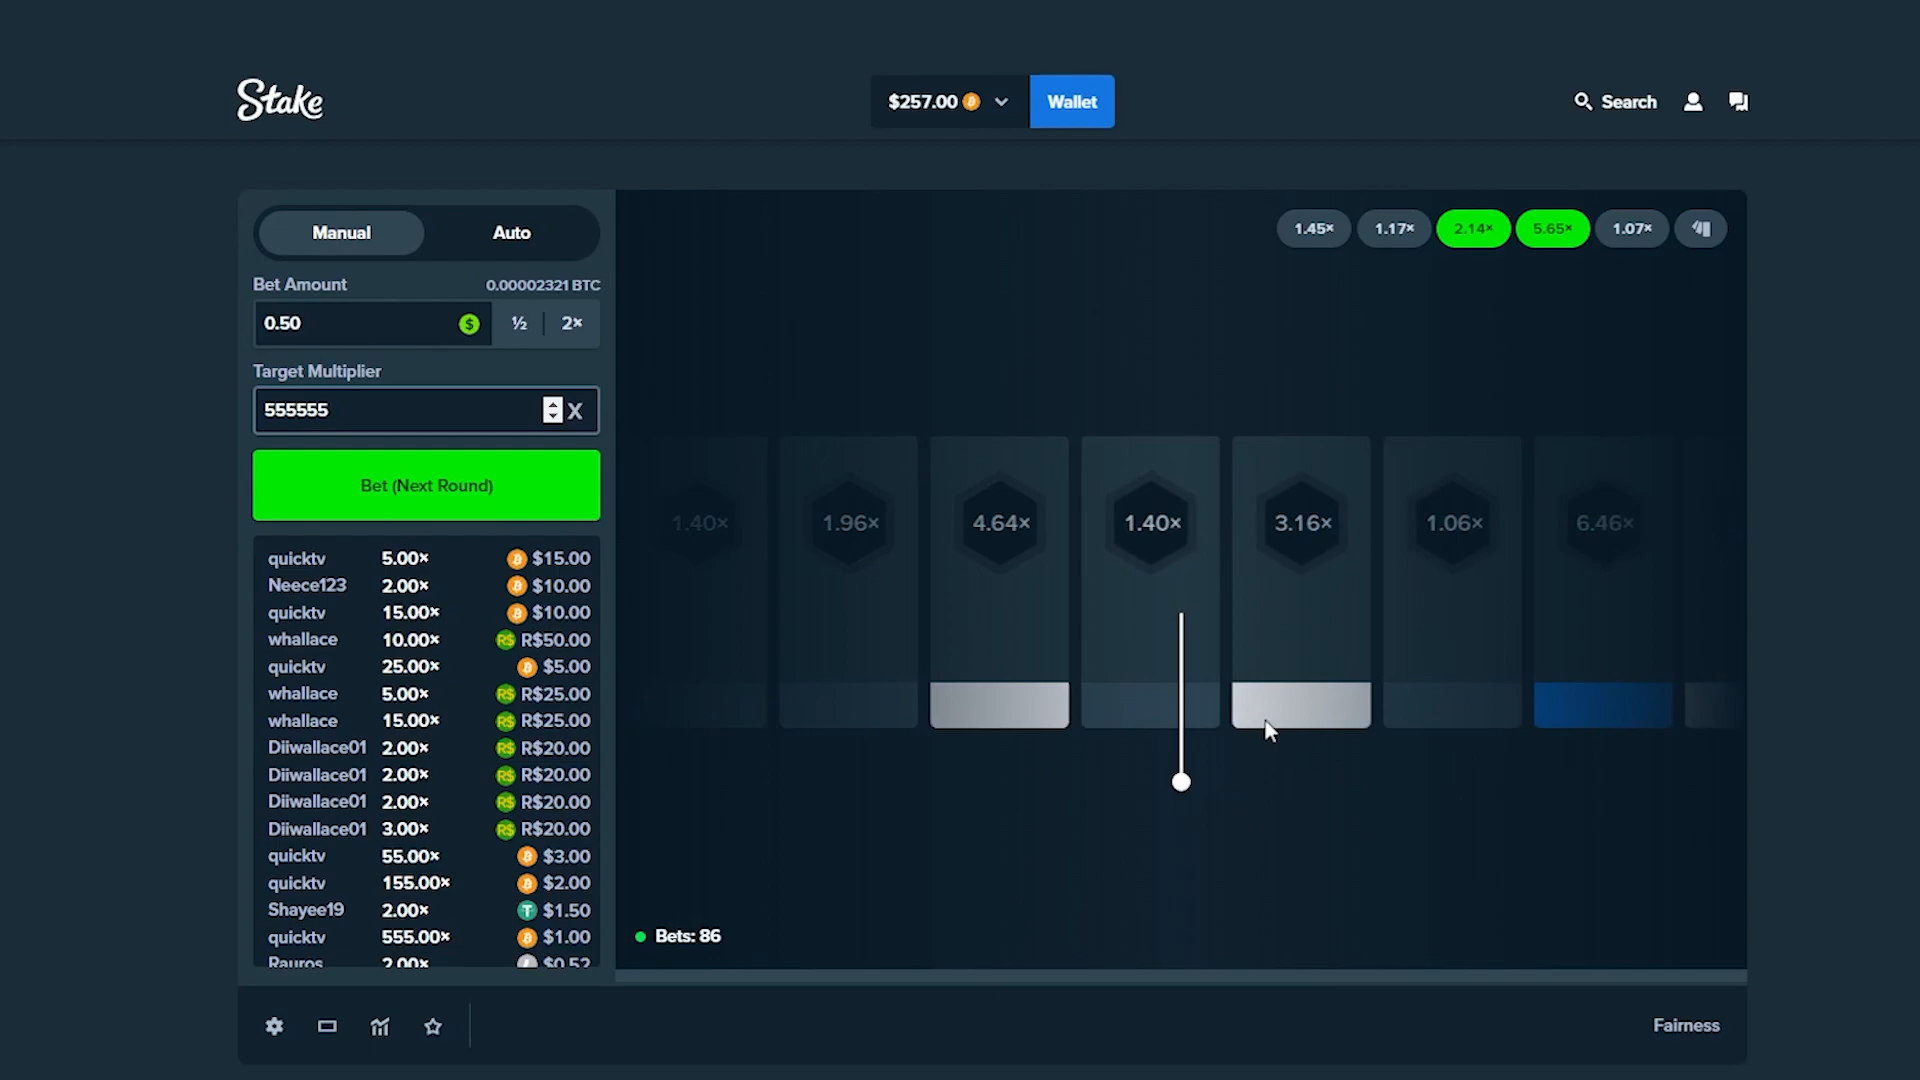 Stake
$257.00
Wallet
Search
Manual Auto
1.45× 1.17× 2.14× 5.65× 1.07×
Bet Amount 0.00002321 BTC
0.50 $ ½ 2×
Target Multiplier
555555 X
Bet (Next Round)
1.40× 1.96× 4.64× 1.40× 3.16× 1.06× 6.46×
quicktv 5.00× $15.00
Neece123 2.00× $10.00
quicktv 15.00× $10.00
whallace 10.00× R$ R$50.00
quicktv 25.00× $5.00
whallace 5.00× R$ R$25.00
whallace 15.00× R$ R$25.00
Diiwallace01 2.00× R$ R$20.00
Diiwallace01 2.00× R$ R$20.00
Diiwallace01 2.00× R$ R$20.00
Diiwallace01 3.00× R$ R$20.00
quicktv 55.00× $3.00
quicktv 155.00× $2.00
Shayee19 2.00× $1.50
quicktv 555.00× $1.00
Rauros 2.00× $0.52
Bets: 86
Fairness